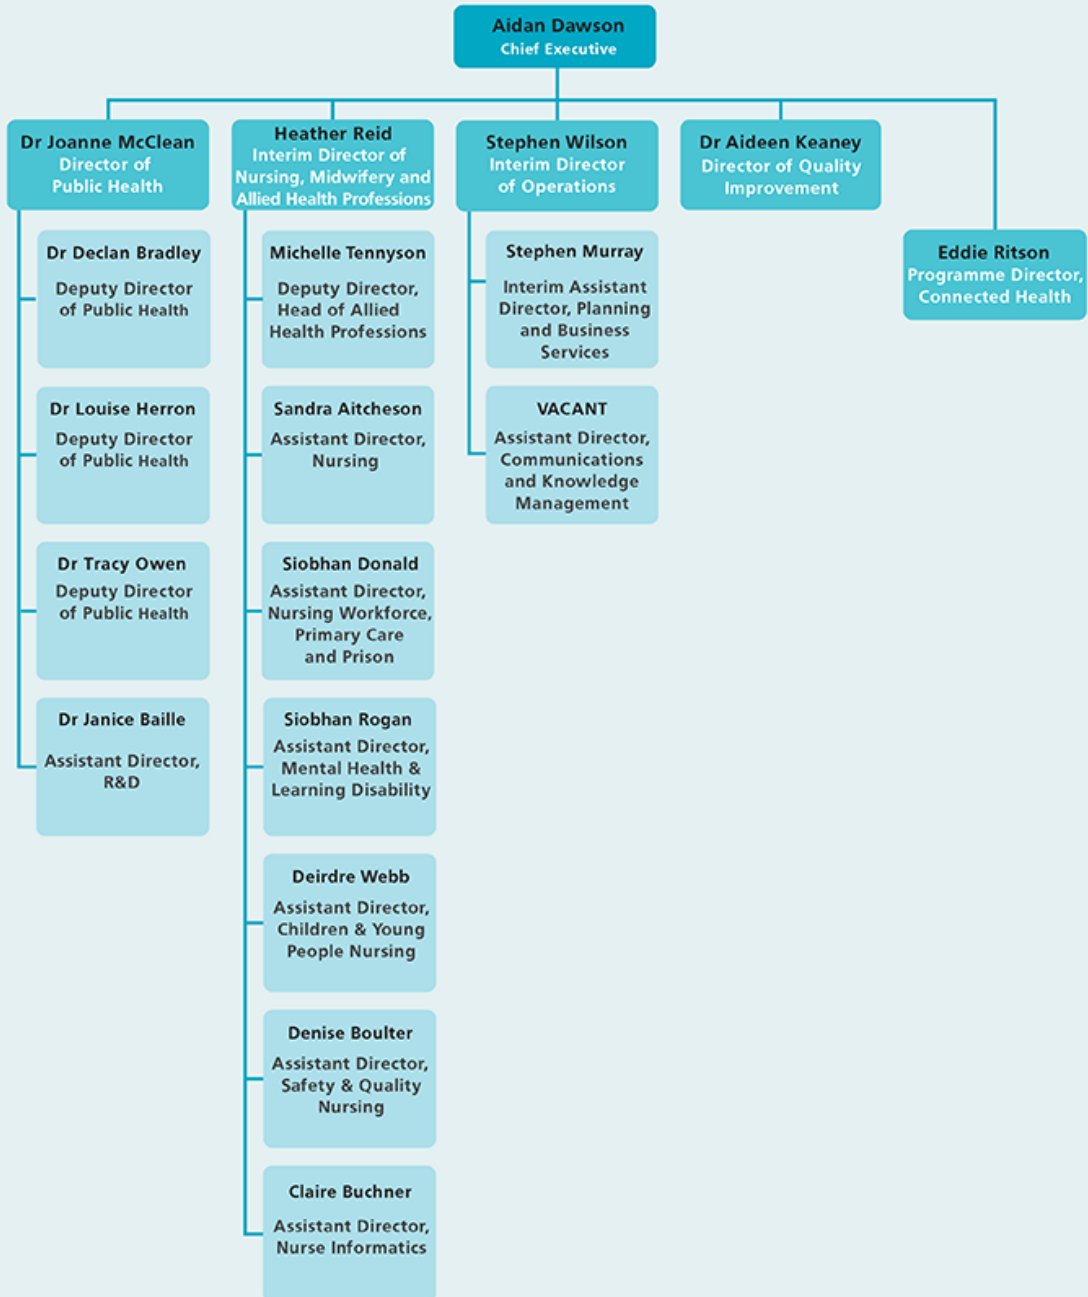 Aidan Dawson
Chief Executive
Dr Joanne McClean
Director of
Public Health
Heather Reid
Interim Director of
Nursing, Midwifery and
Allied Health Professions
Stephen Wilson
Interim Director
of Operations
Dr Aideen Keaney
Director of Quality
Improvement
Eddie Ritson
Programme Director,
Connected Health
Dr Declan Bradley
Deputy Director
of Public Health
Dr Louise Herron
Deputy Director
of Public Health
Dr Tracy Owen
Deputy Director
of Public Health
Dr Janice Baille
Assistant Director,
R&D
Michelle Tennyson
Deputy Director,
Head of Allied
Health Professions
Sandra Aitcheson
Assistant Director,
Nursing
Siobhan Donald
Assistant Director,
Nursing Workforce,
Primary Care
and Prison
Siobhan Rogan
Assistant Director,
Mental Health &
Learning Disability
Deirdre Webb
Assistant Director,
Children & Young
People Nursing
Denise Boulter
Assistant Director,
Safety & Quality
Nursing
Claire Buchner
Assistant Director,
Nurse Informatics
Stephen Murray
Interim Assistant
Director, Planning
and Business
Services
VACANT
Assistant Director,
Communications
and Knowledge
Management